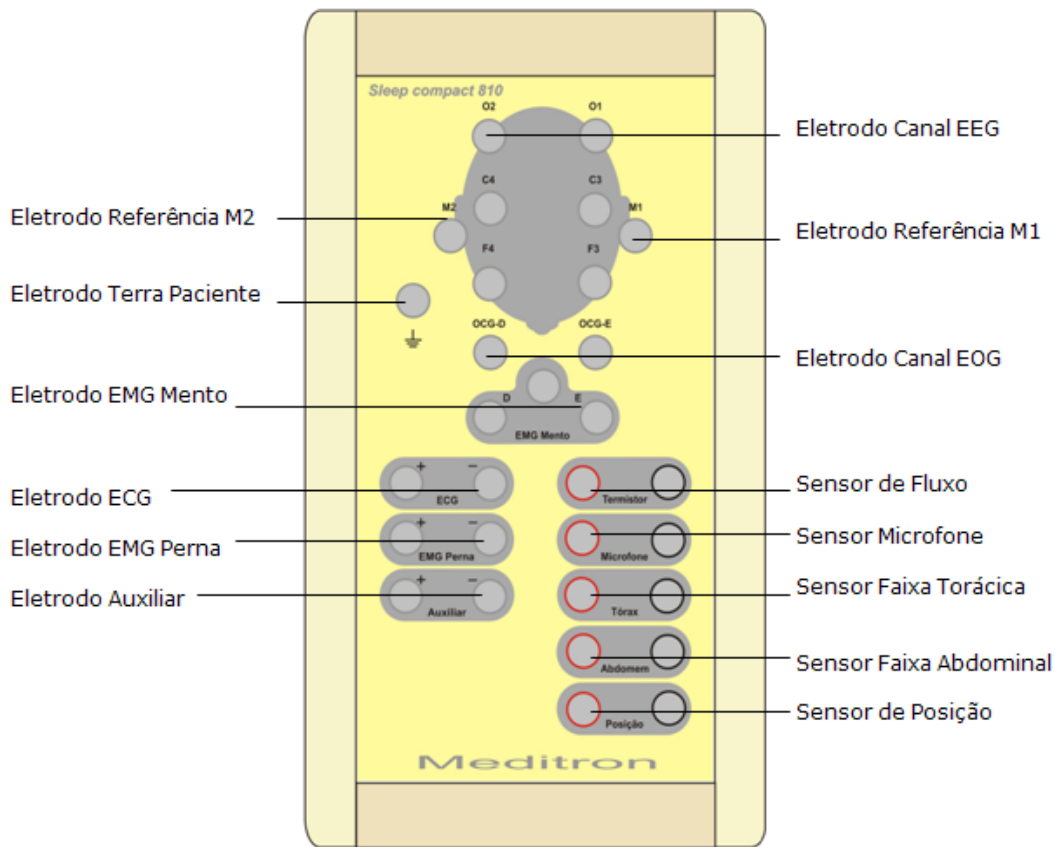 Sleep compact 810
O2 O1
Eletrodo Canal EEG
C4 C3
M2 M1
Eletrodo Referência M2
Eletrodo Referência M1
F4 F3
Eletrodo Terra Paciente
OCG-D OCG-E
Eletrodo Canal EOG
Eletrodo EMG Mento
D E
EMG Mento
+ −
ECG
Eletrodo ECG
Termistor
Sensor de Fluxo
+ −
EMG Perna
Eletrodo EMG Perna
Microfone
Sensor Microfone
+ −
Auxiliar
Eletrodo Auxiliar
Tórax
Sensor Faixa Torácica
Abdomem
Sensor Faixa Abdominal
Posição
Sensor de Posição
Meditron